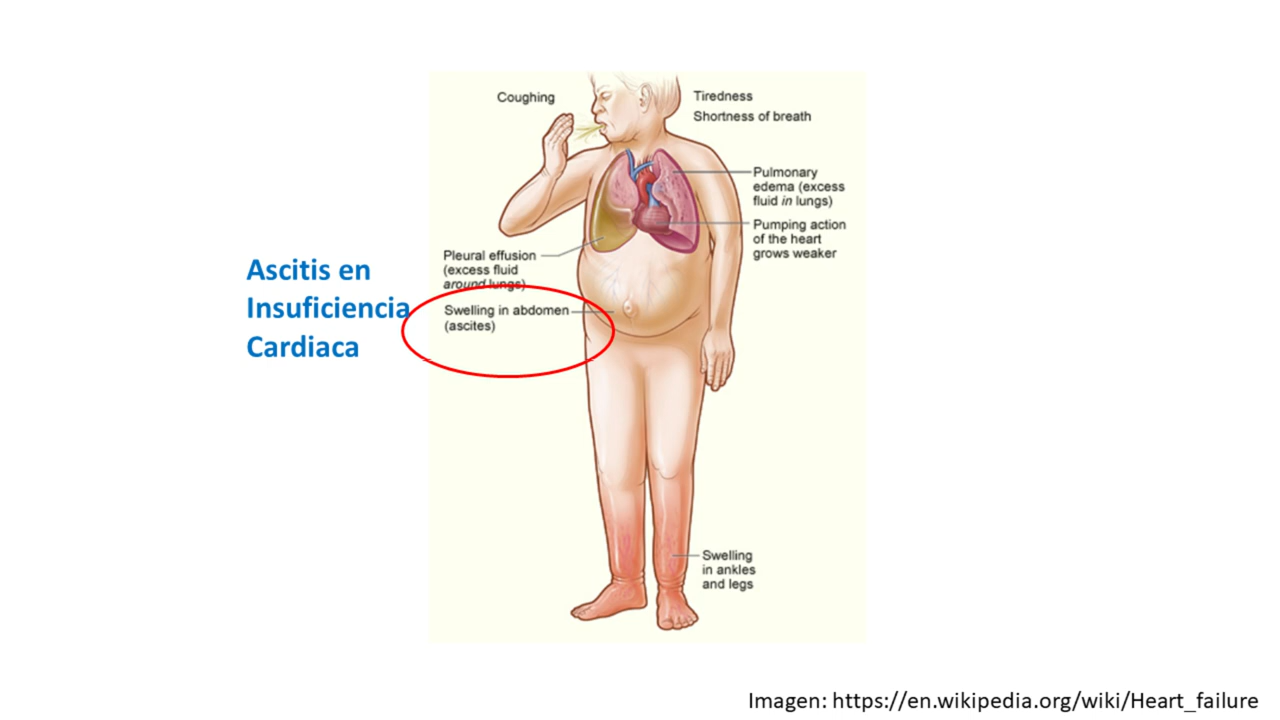 Coughing
Tiredness
Shortness of breath
Pulmonary
edema (excess
fluid in lungs)
Pumping action
of the heart
grows weaker
Pleural effusion
(excess fluid
around lungs)
Ascitis en
Insuficiencia
Cardiaca
Swelling in abdomen
(ascites)
Swelling
in ankles
and legs
Imagen: https://en.wikipedia.org/wiki/Heart_failure